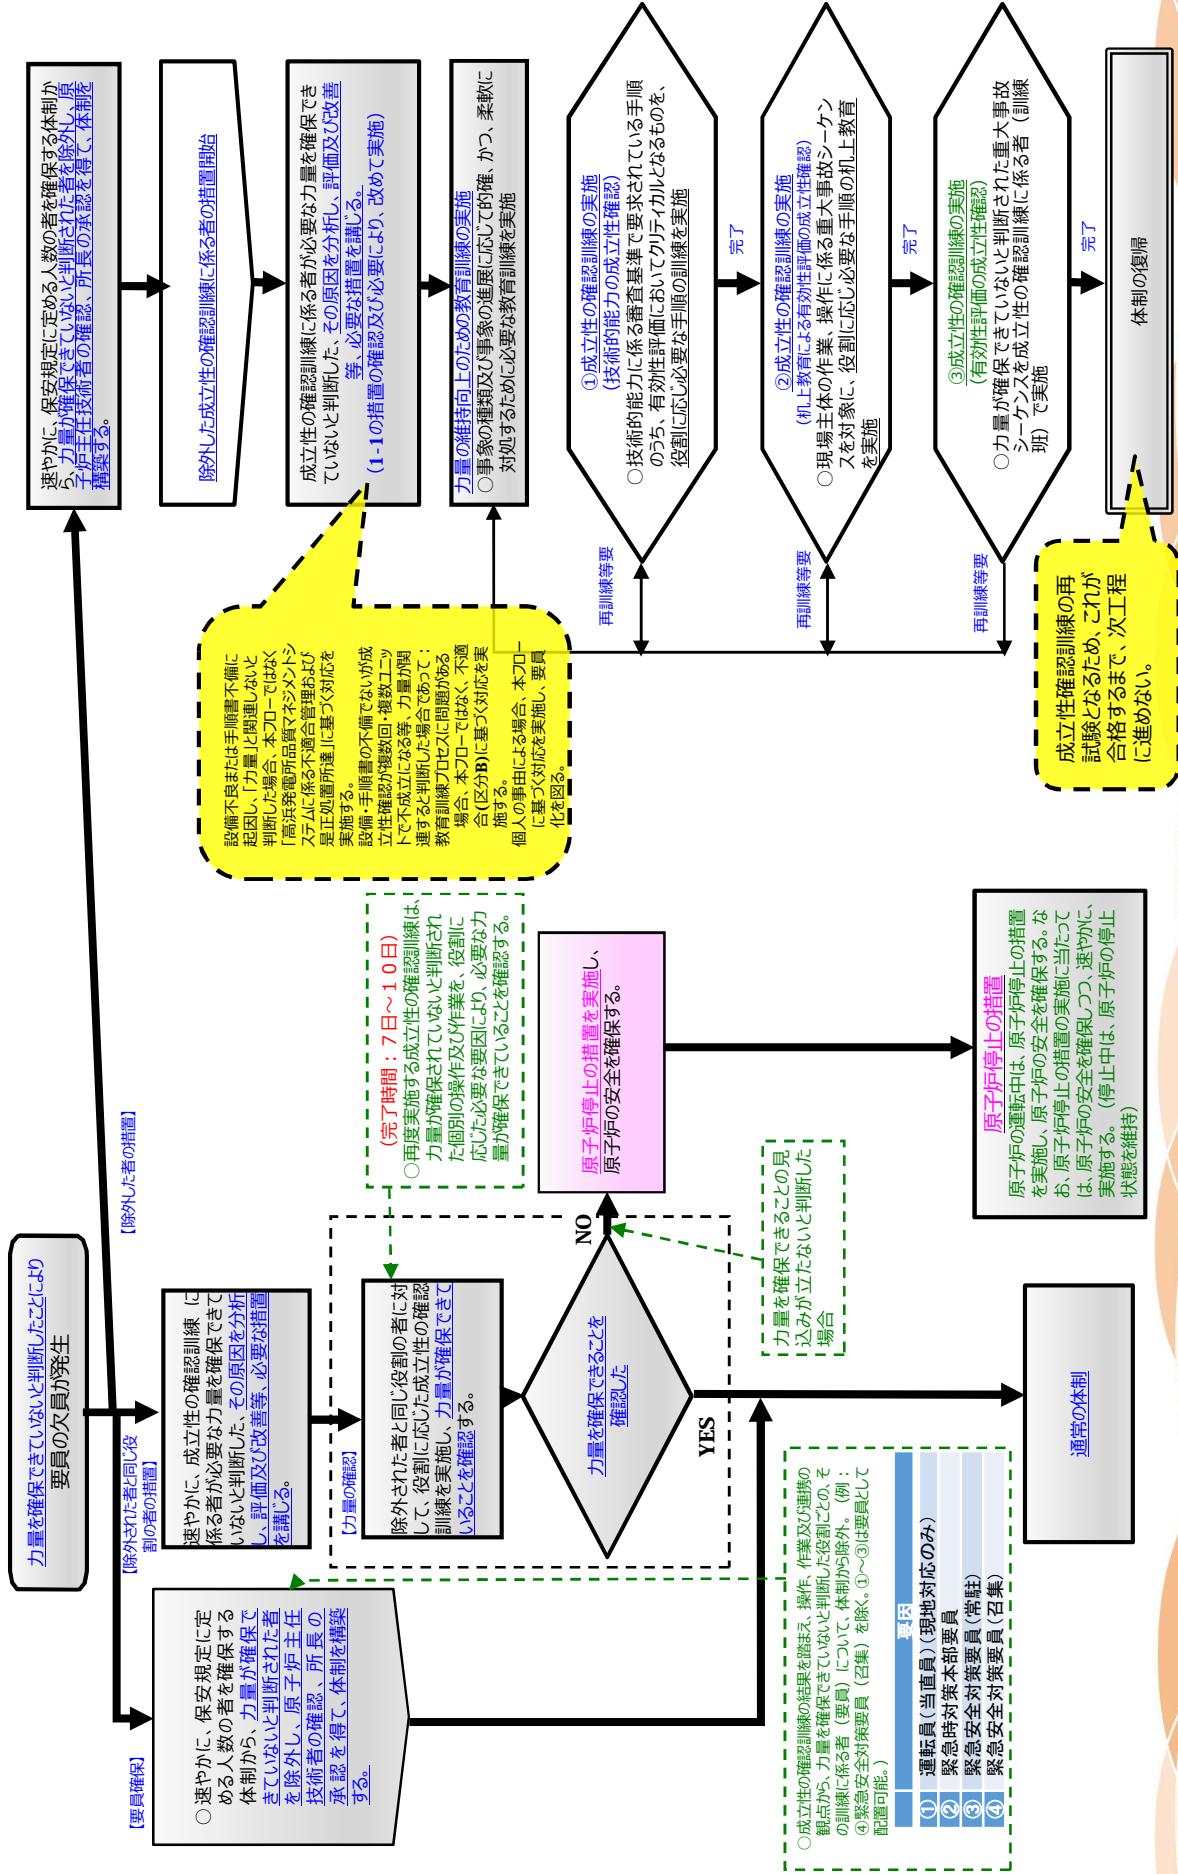 力量を確保できていないと判断したことにより
要員の欠員が発生
【要員確保】
○速やかに、保安規定に定
める人数の者を確保する
体制から、力量が確保で
きていないと判断された者
を除外し、原子炉主任
技術者の確認、所長の
承認を得て、体制を構築
する。
【除外された者と同じ役
割の者の措置】
速やかに、成立性の確認訓練 に
係る者が必要な力量を確保できて
いないと判断した、その原因を分析
し、評価及び改善等、必要な措置
を講じる。
【力量の確認】
除外された者と同じ役割の者に対
して、役割に応じた成立性の確認
訓練を実施し、力量が確保できて
いることを確認する。
力量を確保できることを
確認した
YES
NO
○成立性の確認訓練の結果を踏まえ、操作、作業及び連携の
観点から、力量を確保できていないと判断した役割ごとの、そ
の訓練に係る者（要員）について、体制から除外。（例：
④緊急安全対策要員（召集）を除く。①～③は要員として
配置可能。）
要因
① 運転員(当直員)(現地対応のみ)
② 緊急時対策本部要員
③ 緊急安全対策要員(常駐)
④ 緊急安全対策要員(召集)
通常の体制
【除外した者の措置】
(完了時間：７日～１０日)
○再度実施する成立性の確認訓練は、
力量が確保されていないと判断され
た個別の操作及び作業を、役割に
応じた必要な要因により、必要な力
量が確保できていることを確認する。
原子炉停止の措置を実施し、
原子炉の安全を確保する。
力量を確保できることの見
込みが立たないと判断した
場合
原子炉停止の措置
原子炉の運転中は、原子炉停止の措置
を実施し、原子炉の安全を確保する。な
お、原子炉停止の措置の実施に当たって
は、原子炉の安全を確保しつつ、速やかに、
実施する。（停止中は、原子炉の停止
状態を維持）
速やかに、保安規定に定める人数の者を確保する体制か
ら、力量が確保できていないと判断された者を除外し、原
子炉主任技術者の確認、所長の承認を得て、体制を
構築する。
除外した成立性の確認訓練に係る者の措置開始
成立性の確認訓練に係る者が必要な力量を確保でき
ていないと判断した、その原因を分析し、評価及び改善
等、必要な措置を講じる。
(1-1の措置の確認及び必要により、改めて実施)
設備不良または手順書不備に
起因し、「力量」と関連しないと
判断した場合、本フローではなく
「高浜発電所品質マネジメントシ
ステムに係る不適合管理および
是正処置所達」に基づく対応を
実施する。
設備・手順書の不備でないが成
立性確認が複数回・複数ユニッ
トで不成立になる等、力量が関
連すると判断した場合であって：
教育訓練プロセスに問題がある
場合、本フローではなく、不適
合(区分B)に基づく対応を実
施する。
個人の事由による場合、本フロー
に基づく対応を実施し、要員
化を図る。
力量の維持向上のための教育訓練の実施
○事象の種類及び事象の進展に応じて的確、かつ、柔軟に
対処するために必要な教育訓練を実施
①成立性の確認訓練の実施
(技術的能力の成立性確認)
○技術的能力に係る審査基準で要求されている手順
のうち、有効性評価においてクリティカルとなるものを、
役割に応じ必要な手順の訓練を実施
再訓練等要
完了
②成立性の確認訓練の実施
(机上教育による有効性評価の成立性確認)
○現場主体の作業、操作に係る重大事故シーケン
スを対象に、役割に応じ必要な手順の机上教育
を実施
再訓練等要
完了
③成立性の確認訓練の実施
(有効性評価の成立性確認)
○力量が確保できていないと判断された重大事故
シーケンスを成立性の確認訓練に係る者（訓練
班）で実施
再訓練等要
完了
成立性確認訓練の再
試験となるため、これが
合格するまで、次工程
に進めない。
体制の復帰